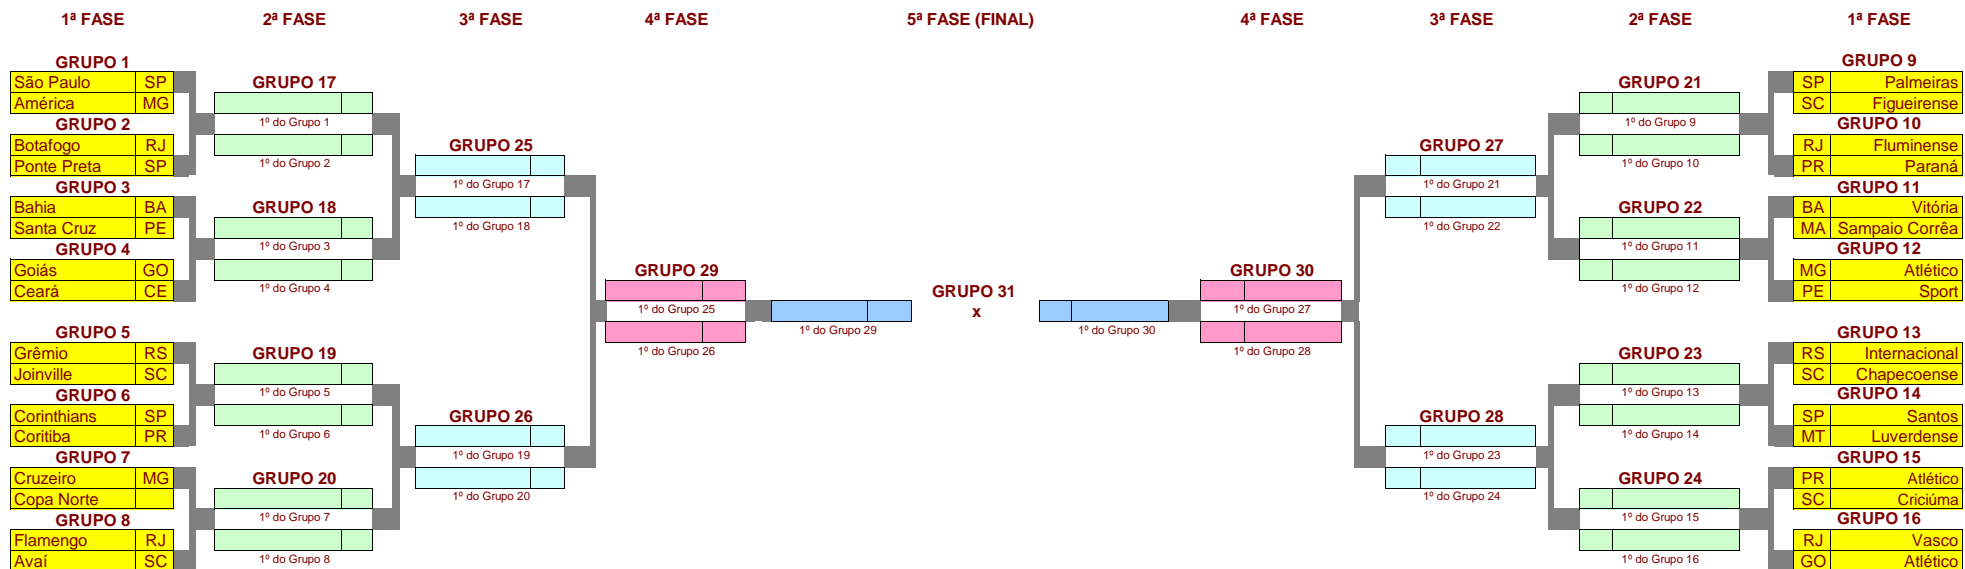 1ª FASE 2ª FASE 3ª FASE 4ª FASE 5ª FASE (FINAL) 4ª FASE 3ª FASE 2ª FASE 1ª FASE
GRUPO 1
São Paulo SP
América MG
GRUPO 2
Botafogo RJ
Ponte Preta SP
GRUPO 3
Bahia BA
Santa Cruz PE
GRUPO 4
Goiás GO
Ceará CE
GRUPO 5
Grêmio RS
Joinville SC
GRUPO 6
Corinthians SP
Coritiba PR
GRUPO 7
Cruzeiro MG
Copa Norte
GRUPO 8
Flamengo RJ
Avaí SC
GRUPO 17
1º do Grupo 1
1º do Grupo 2
GRUPO 18
1º do Grupo 3
1º do Grupo 4
GRUPO 19
1º do Grupo 5
1º do Grupo 6
GRUPO 20
1º do Grupo 7
1º do Grupo 8
GRUPO 25
1º do Grupo 17
1º do Grupo 18
GRUPO 26
1º do Grupo 19
1º do Grupo 20
GRUPO 29
1º do Grupo 25
1º do Grupo 26
GRUPO 31
x
1º do Grupo 29
1º do Grupo 30
GRUPO 30
1º do Grupo 27
1º do Grupo 28
GRUPO 27
1º do Grupo 21
1º do Grupo 22
GRUPO 28
1º do Grupo 23
1º do Grupo 24
GRUPO 21
1º do Grupo 9
1º do Grupo 10
GRUPO 22
1º do Grupo 11
1º do Grupo 12
GRUPO 23
1º do Grupo 13
1º do Grupo 14
GRUPO 24
1º do Grupo 15
1º do Grupo 16
GRUPO 9
SP Palmeiras
SC Figueirense
GRUPO 10
RJ Fluminense
PR Paraná
GRUPO 11
BA Vitória
MA Sampaio Corrêa
GRUPO 12
MG Atlético
PE Sport
GRUPO 13
RS Internacional
SC Chapecoense
GRUPO 14
SP Santos
MT Luverdense
GRUPO 15
PR Atlético
SC Criciúma
GRUPO 16
RJ Vasco
GO Atlético